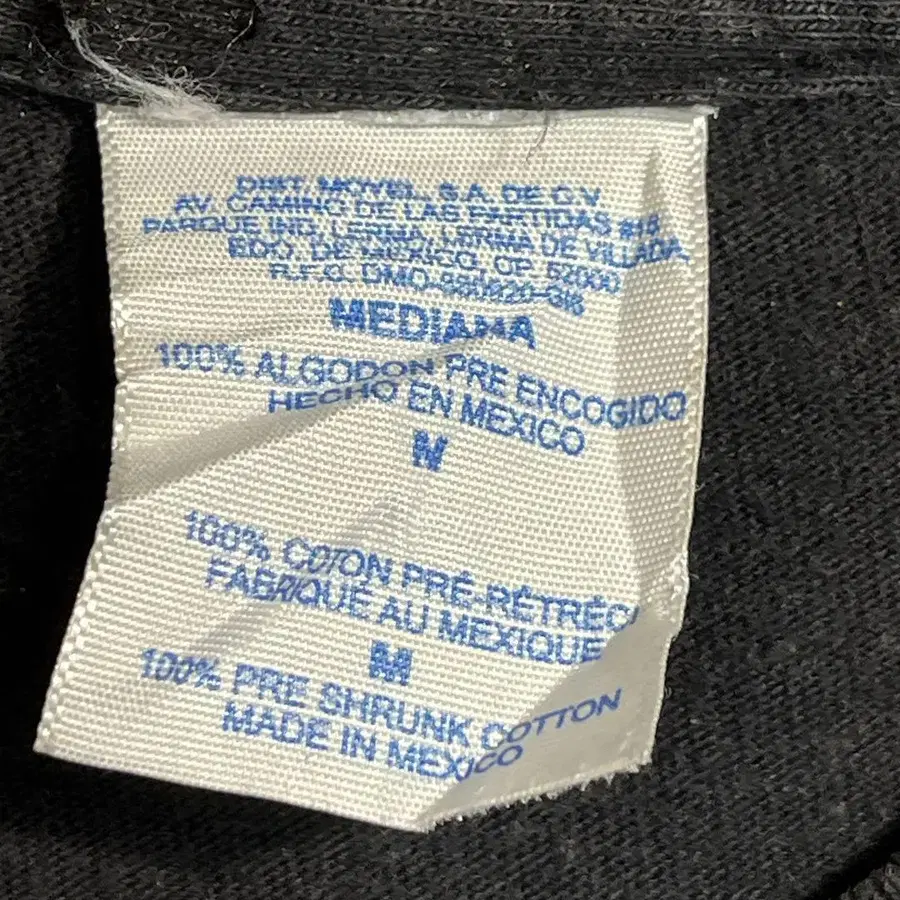 DIST. MOVEL, S.A. DE C.V
AV. CAMINO DE LAS PARTIDAS #18
PARQUE IND. LERMA, LERMA DE VILLADA
EDO. DE MEXICO, CP. 52000
R.F.C.
MEDIANA
100% ALGODON PRE ENCOGIDO
HECHO EN MEXICO
M
100% COTON PRÉ-RÉTRÉCI
FABRIQUÉ AU MEXIQUE
M
100% PRE SHRUNK COTTON
MADE IN MEXICO